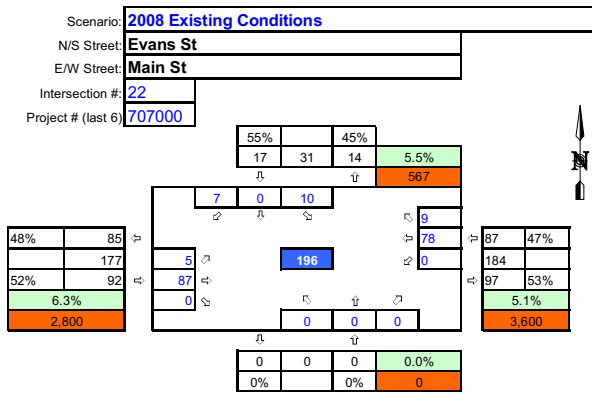 Scenario: 2008 Existing Conditions
N/S Street: Evans St
E/W Street: Main St
Intersection #: 22
Project # (last 6) 707000
55% 45%
17 31 14 5.5%
⇩ ⇧ 567
N
7 0 10
⬃ ⇩ ⬂
⬁ 9
48% 85 ⇦ ⇦ 78 ⇦ 87 47%
177 5 ⬀ 196 ⬃ 0 184
52% 92 ⇨ 87 ⇨ ⇨ 97 53%
6.3% 0 ⬂ ⬁ ⇧ ⬀ 5.1%
2,800 0 0 0 3,600
⇩ ⇧
0 0 0 0.0%
0% 0% 0